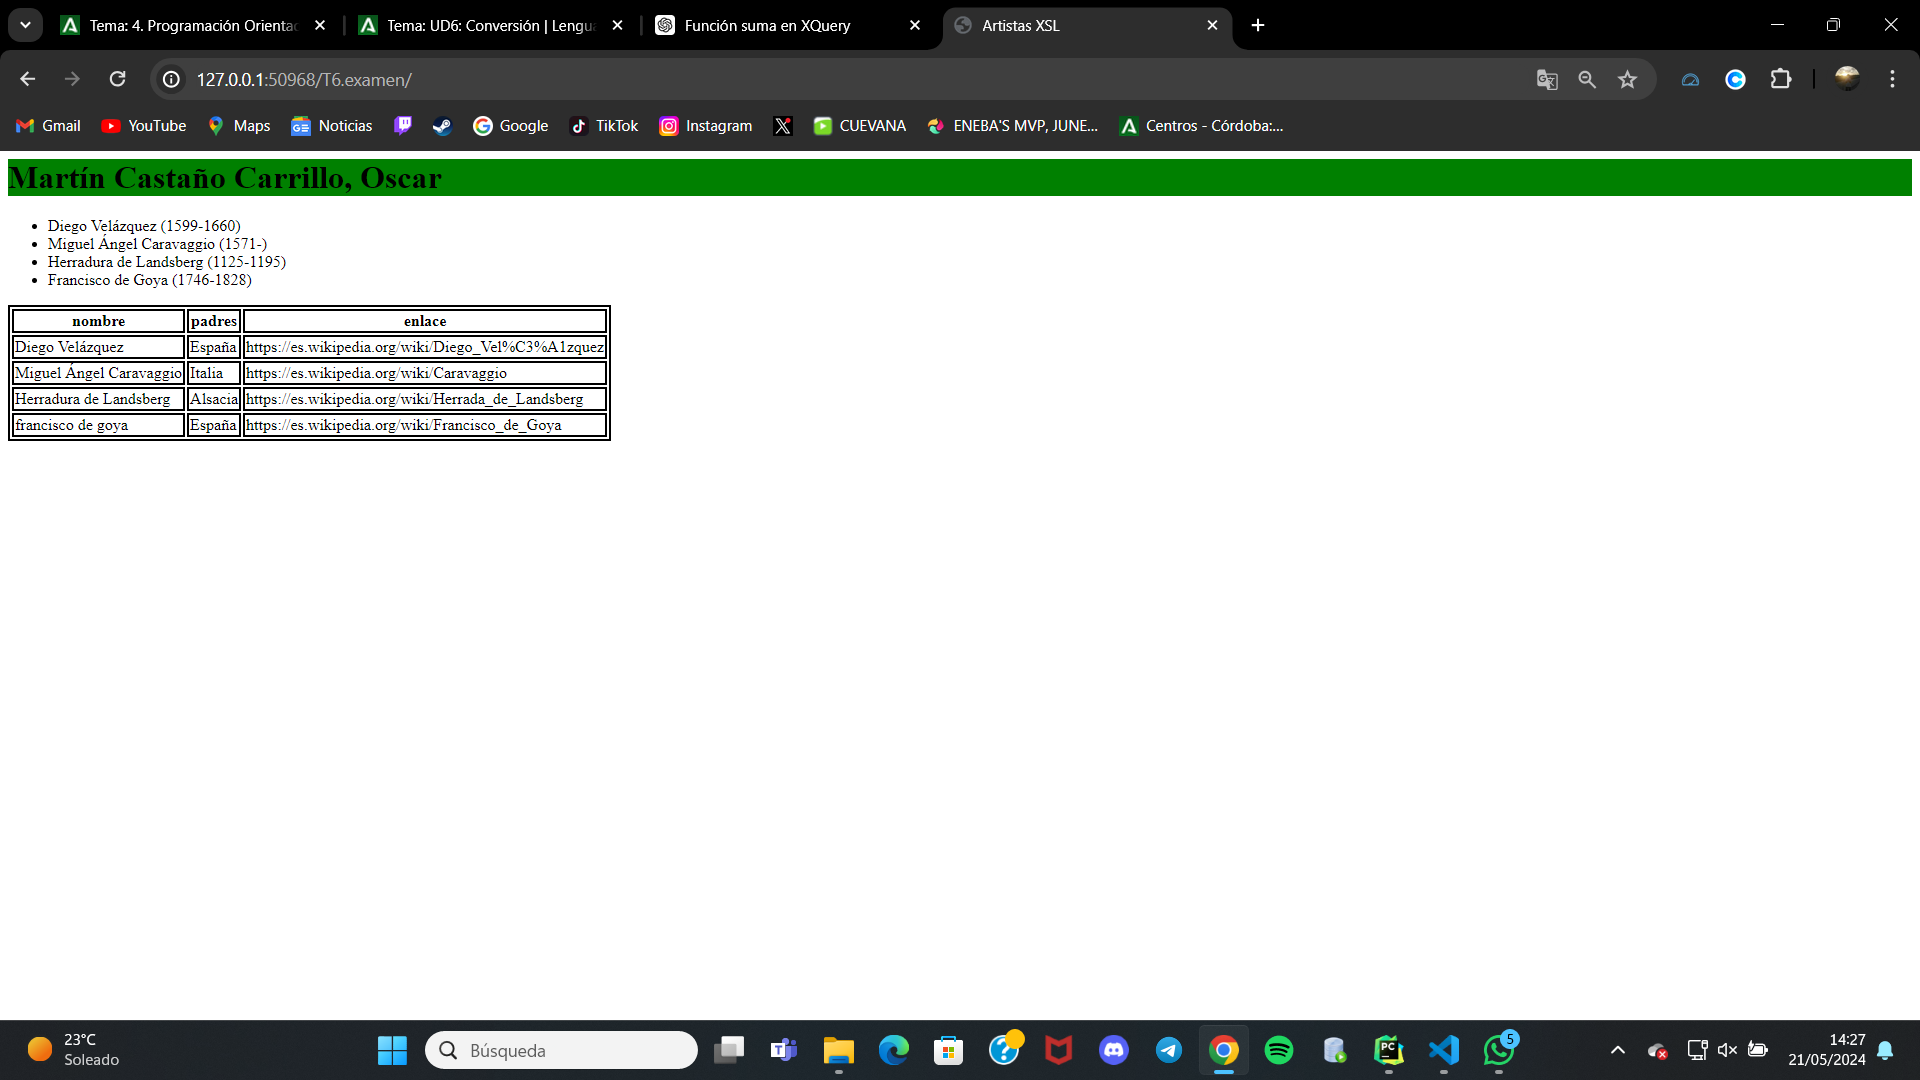 Tema: 4. Programación Orientac
Tema: UD6: Conversión | Lengua
Función suma en XQuery
Artistas XSL
127.0.0.1:50968/T6.examen/
Gmail YouTube Maps Noticias Google TikTok Instagram CUEVANA ENEBA'S MVP, JUNE... Centros - Córdoba:...
Martín Castaño Carrillo, Oscar
Diego Velázquez (1599-1660)
Miguel Ángel Caravaggio (1571-)
Herradura de Landsberg (1125-1195)
Francisco de Goya (1746-1828)
nombre padres enlace
Diego Velázquez España https://es.wikipedia.org/wiki/Diego_Vel%C3%A1zquez
Miguel Ángel Caravaggio Italia https://es.wikipedia.org/wiki/Caravaggio
Herradura de Landsberg Alsacia https://es.wikipedia.org/wiki/Herrada_de_Landsberg
francisco de goya España https://es.wikipedia.org/wiki/Francisco_de_Goya
23°C
Soleado
Búsqueda
5
14:27
21/05/2024